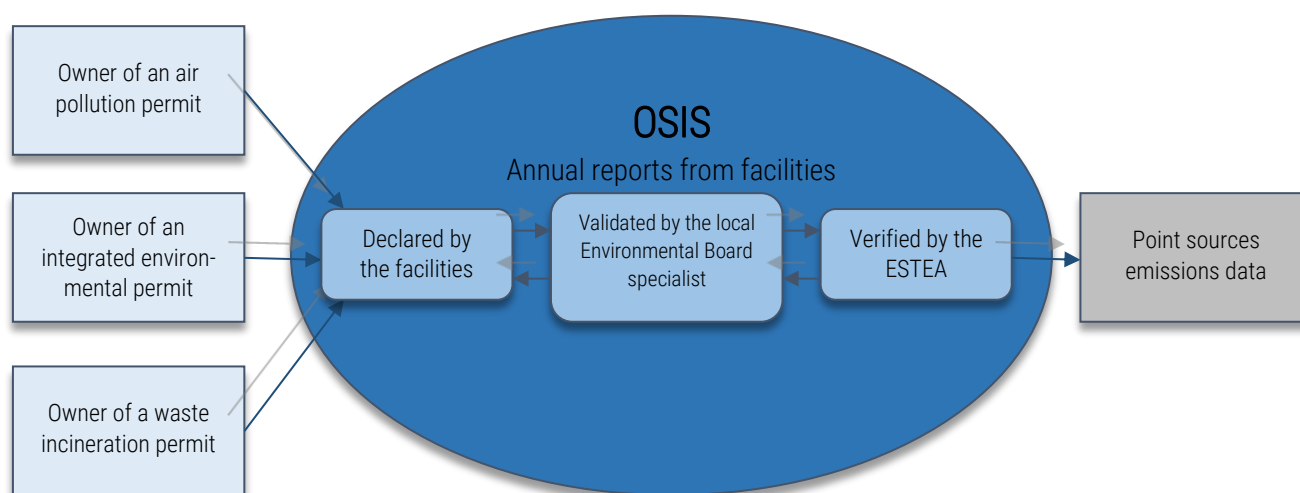 Owner of an air
pollution permit
Owner of an
integrated environ-
mental permit
Owner of a waste
incineration permit
OSIS
Annual reports from facilities
Declared by
the facilities
Validated by the local
Environmental Board
specialist
Verified by the
ESTEA
Point sources
emissions data